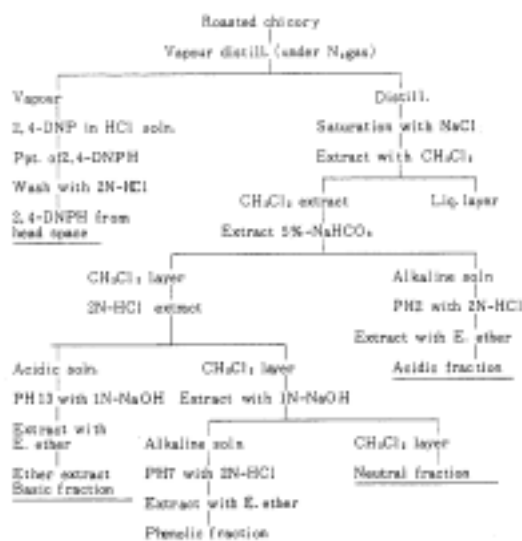 Roasted chicory
Vapour distill. (under N₂gas)
Vapour
2,4-DNP in HCl soln.
Ppt. of2,4-DNPH
Wash with 2N-HCl
2,4-DNPH from
head space
Distill.
Saturation with NaCl
Extract with CH₂Cl₂
CH₂Cl₂ extract
Liq. layer
Extract 5%-NaHCO₃
CH₂Cl₂ layer
2N-HCl extract
Alkaline soln
PH2 with 2N-HCl
Extract with E. ether
Acidic fraction
Acidic soln.
PH13 with 1N-NaOH
Extract with
E. ether
Ether extract
Basic fraction
CH₂Cl₂ layer
Extract with 1N-NaOH
Alkaline soln
PH7 with 2N-HCl
Extract with E. ether
Phenolic fraction
CH₂Cl₂ layer
Neutral fraction